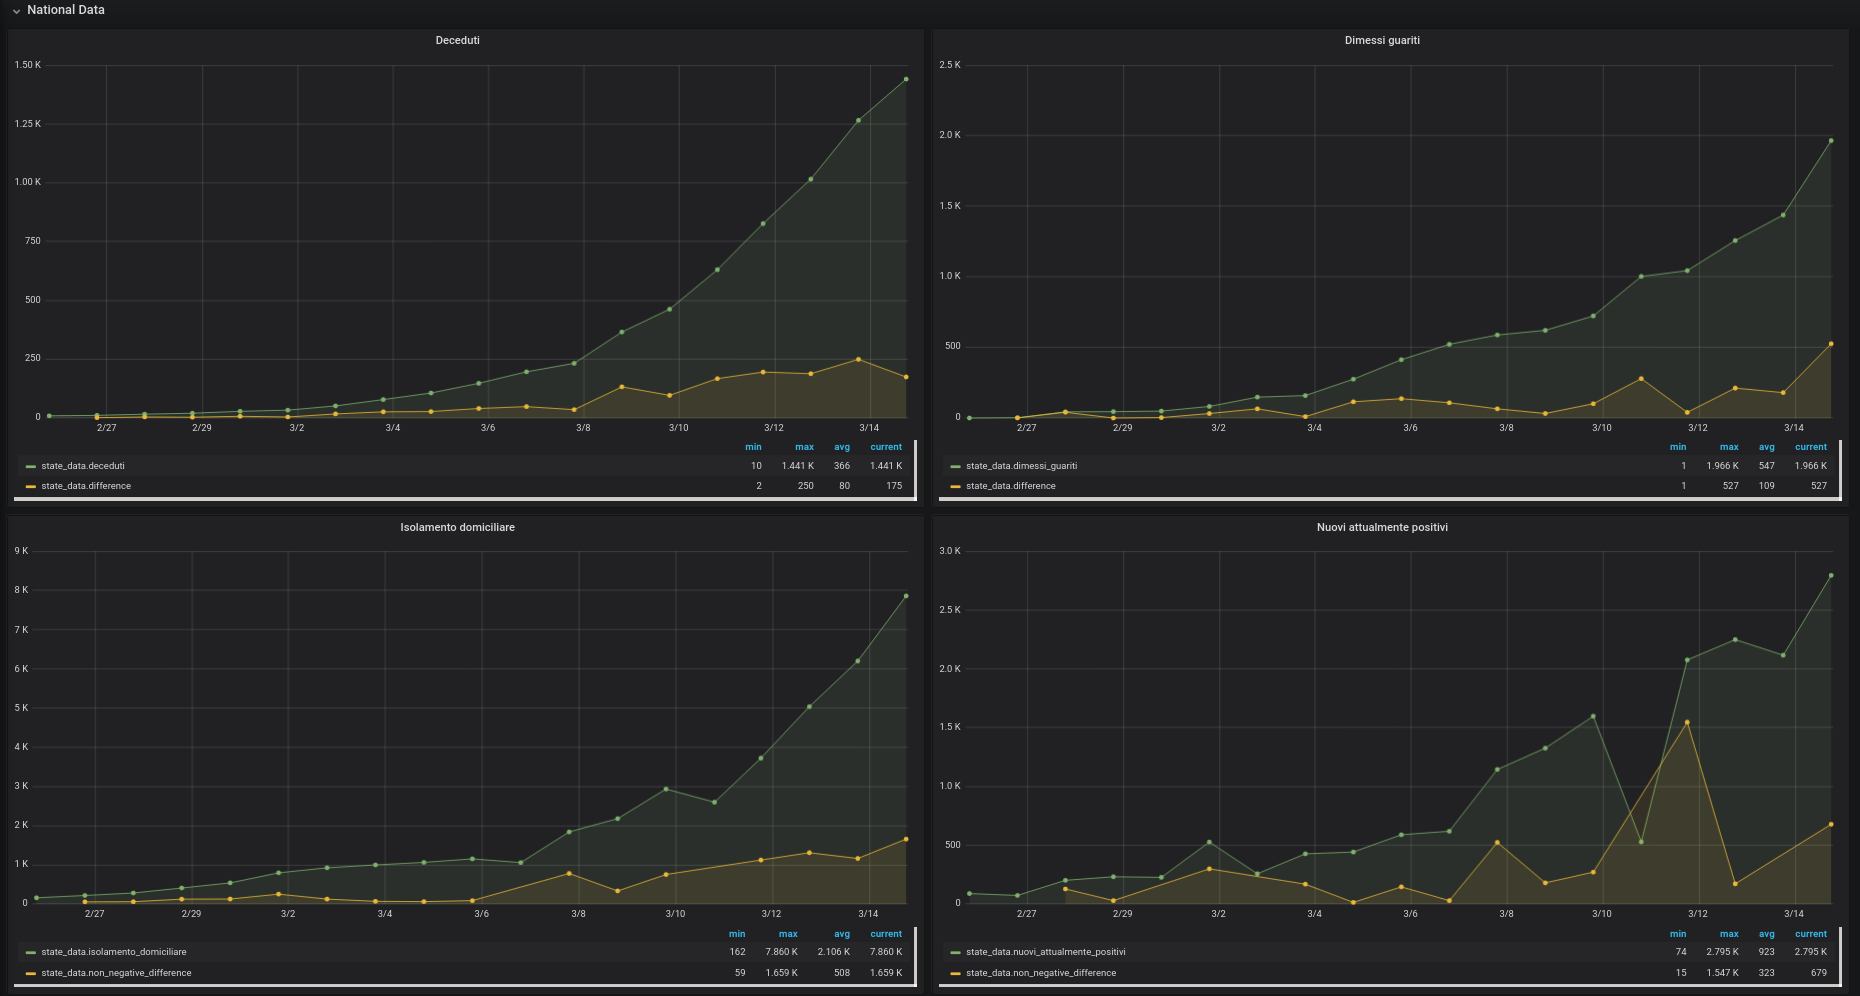 National Data
Deceduti
1.50 K
1.25 K
1.00 K
750
500
250
0
2/27 2/29 3/2 3/4 3/6 3/8 3/10 3/12 3/14
min max avg current
state_data.deceduti 10 1.441 K 366 1.441 K
state_data.difference 2 250 80 175
Dimessi guariti
2.5 K
2.0 K
1.5 K
1.0 K
500
0
2/27 2/29 3/2 3/4 3/6 3/8 3/10 3/12 3/14
min max avg current
state_data.dimessi_guariti 1 1.966 K 547 1.966 K
state_data.difference 1 527 109 527
Isolamento domiciliare
9 K
8 K
7 K
6 K
5 K
4 K
3 K
2 K
1 K
0
2/27 2/29 3/2 3/4 3/6 3/8 3/10 3/12 3/14
min max avg current
state_data.isolamento_domiciliare 162 7.860 K 2.106 K 7.860 K
state_data.non_negative_difference 59 1.659 K 508 1.659 K
Nuovi attualmente positivi
3.0 K
2.5 K
2.0 K
1.5 K
1.0 K
500
0
2/27 2/29 3/2 3/4 3/6 3/8 3/10 3/12 3/14
min max avg current
state_data.nuovi_attualmente_positivi 74 2.795 K 923 2.795 K
state_data.non_negative_difference 15 1.547 K 323 679